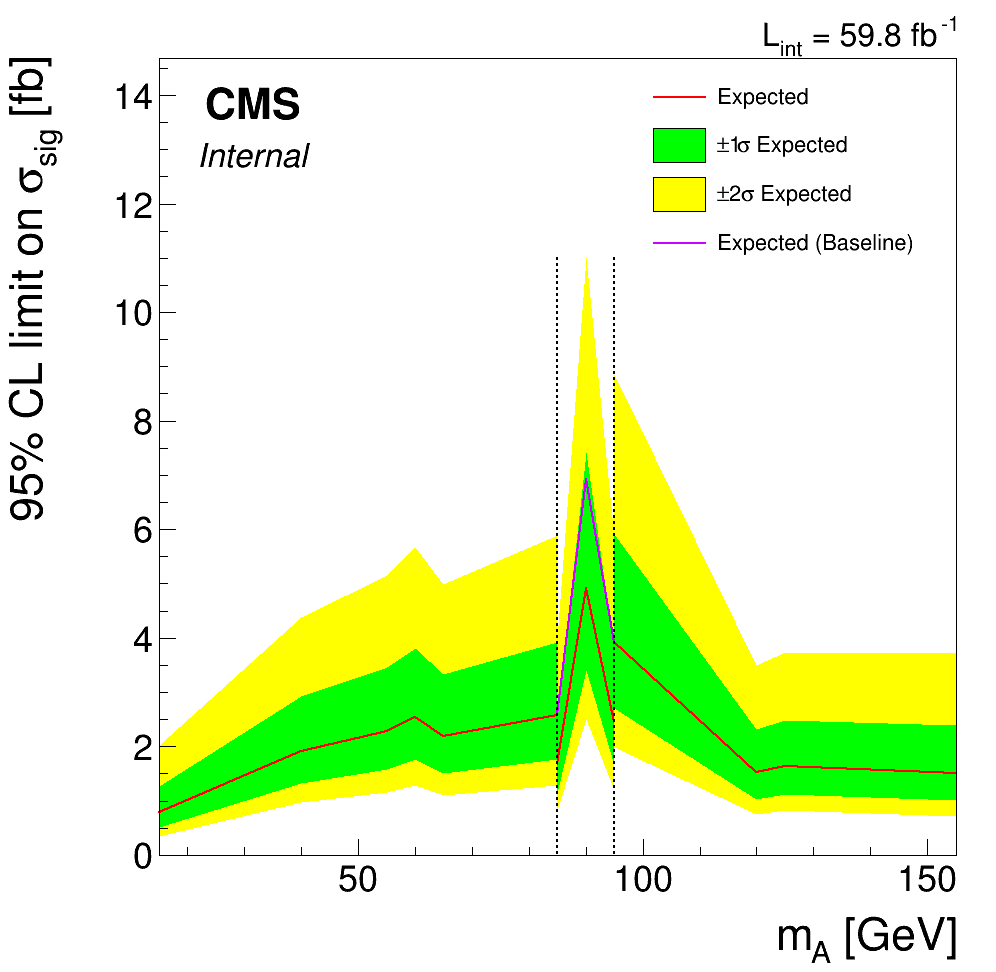 L_int = 59.8 fb^-1
95% CL limit on σ_sig [fb]
CMS
Internal
Expected
±1σ Expected
±2σ Expected
Expected (Baseline)
14
12
10
8
6
4
2
0
50
100
150
m_A [GeV]